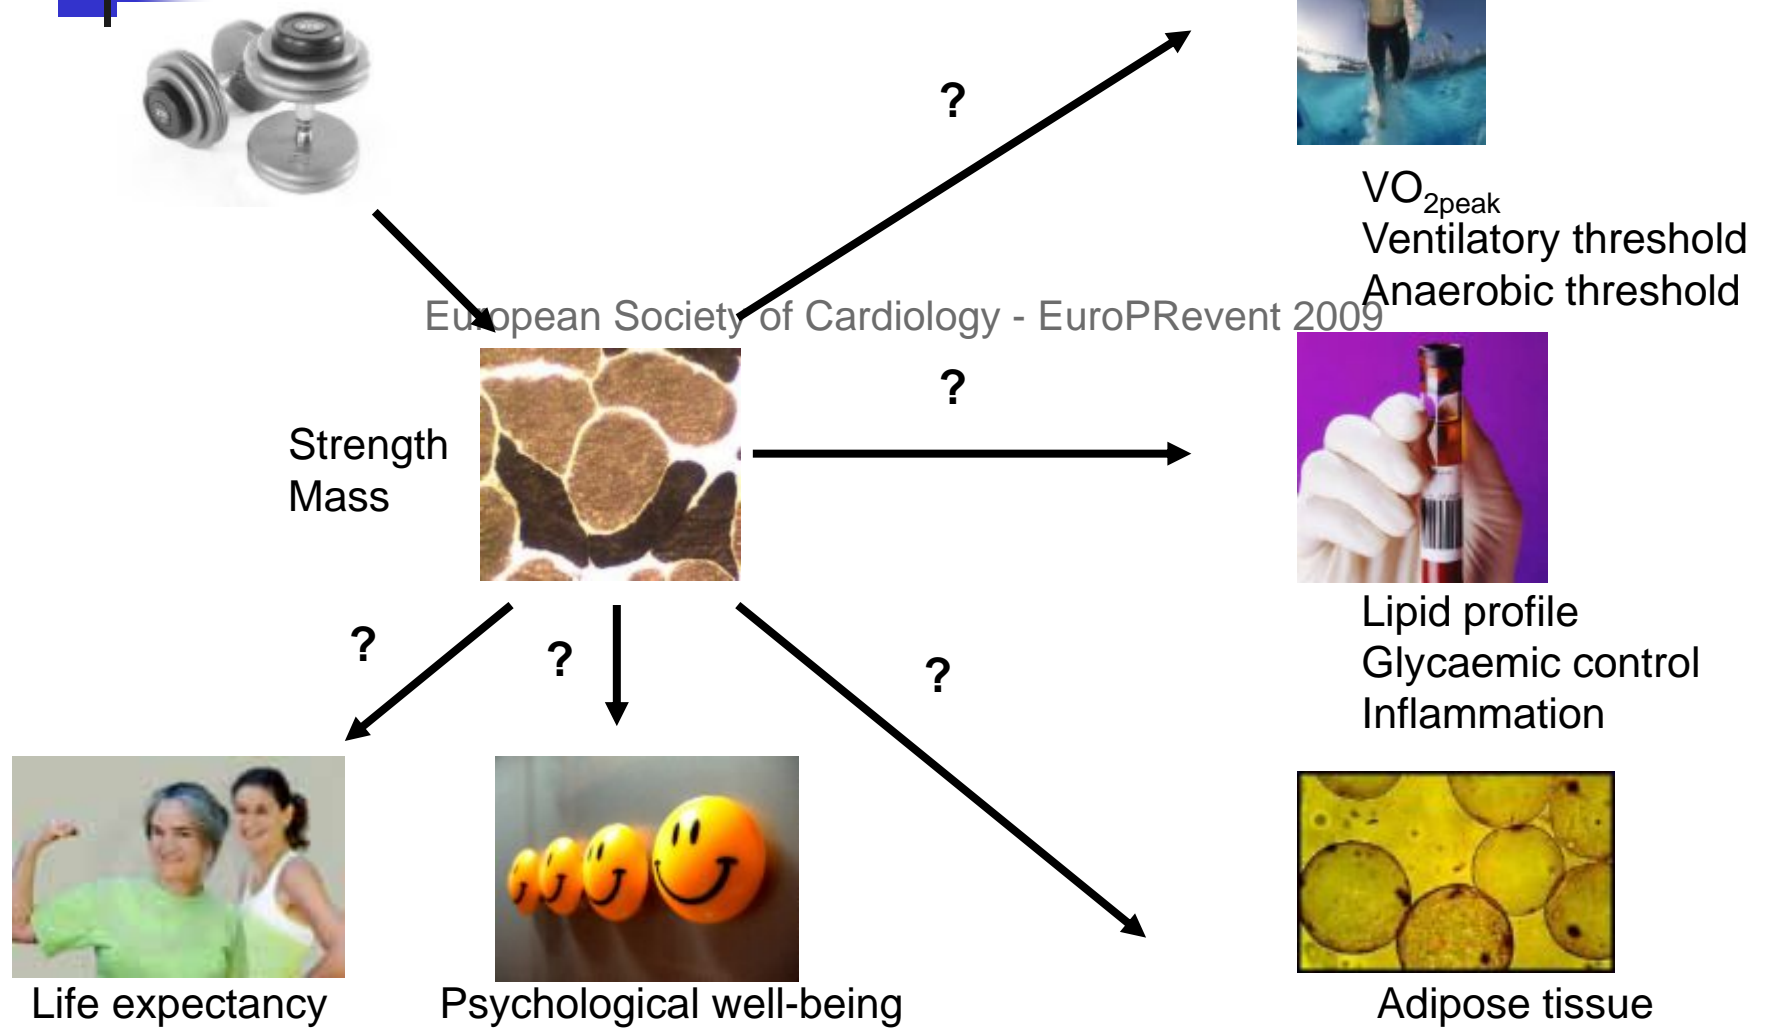 ?
VO2peak
Ventilatory threshold
Anaerobic threshold
European Society of Cardiology - EuroPRevent 2009
?
Strength
Mass
Lipid profile
Glycaemic control
Inflammation
?
?
?
Life expectancy
Psychological well-being
Adipose tissue